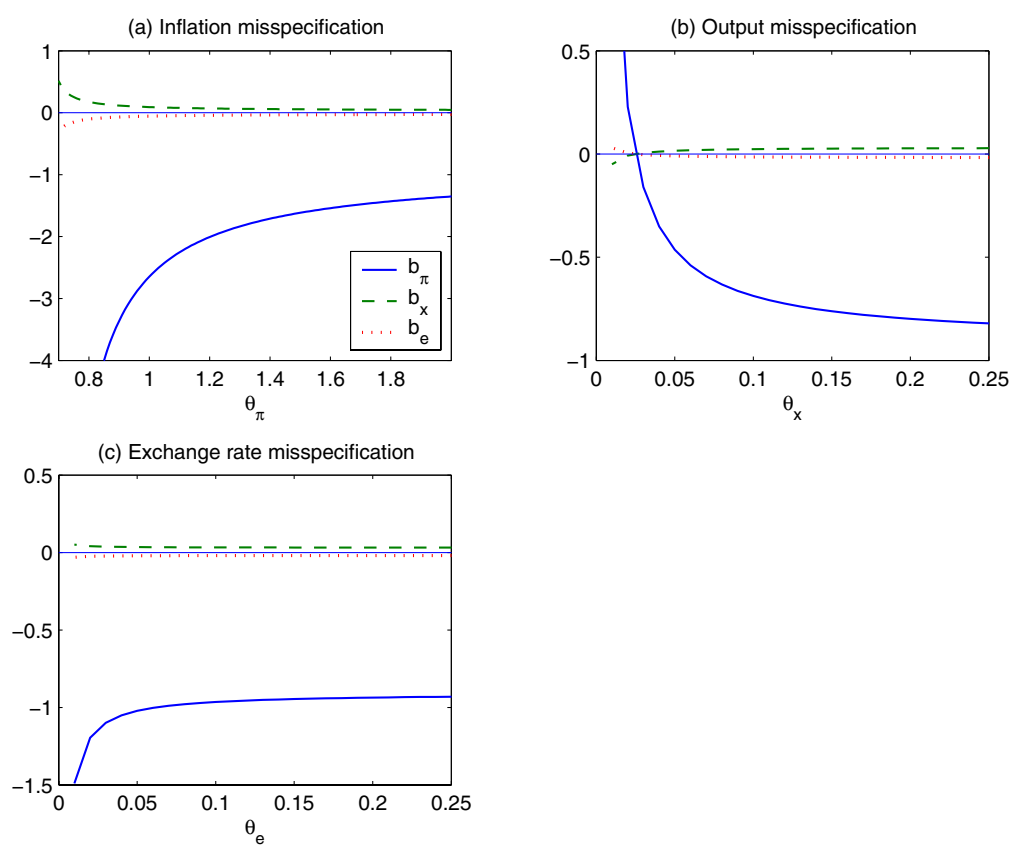 (a) Inflation misspecification
1
0
−1
−2
−3
−4
0.8 1 1.2 1.4 1.6 1.8
θπ
bπ
bx
be
(b) Output misspecification
0.5
0
−0.5
−1
0 0.05 0.1 0.15 0.2 0.25
θx
(c) Exchange rate misspecification
0.5
0
−0.5
−1
−1.5
0 0.05 0.1 0.15 0.2 0.25
θe